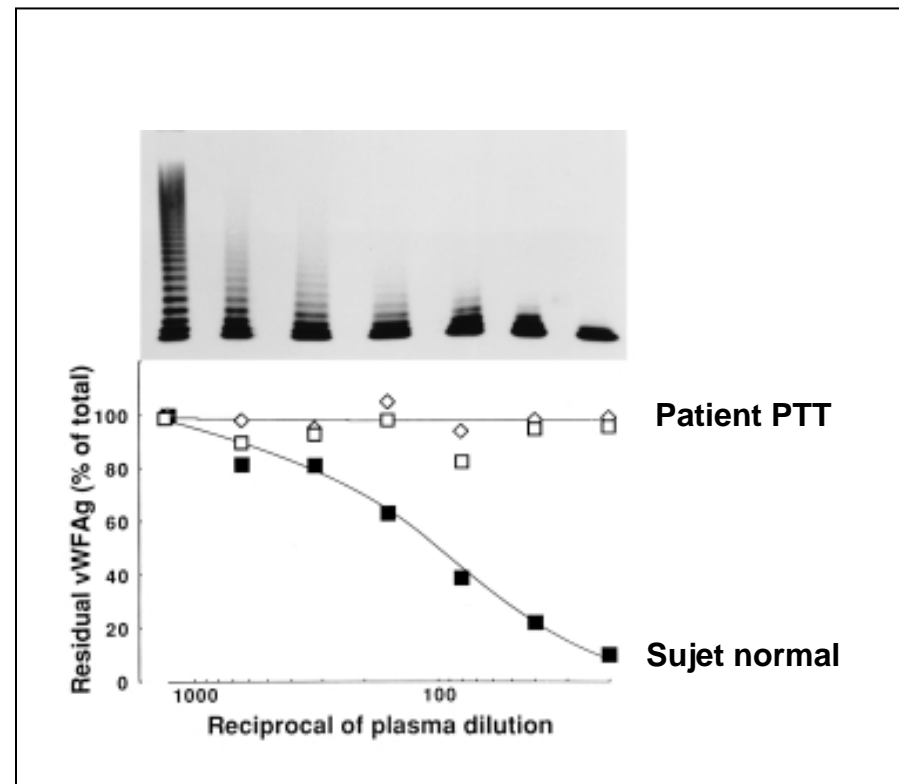 Residual vWFAg (% of total)
100
80
60
40
20
0
Patient PTT
Sujet normal
1000
100
Reciprocal of plasma dilution